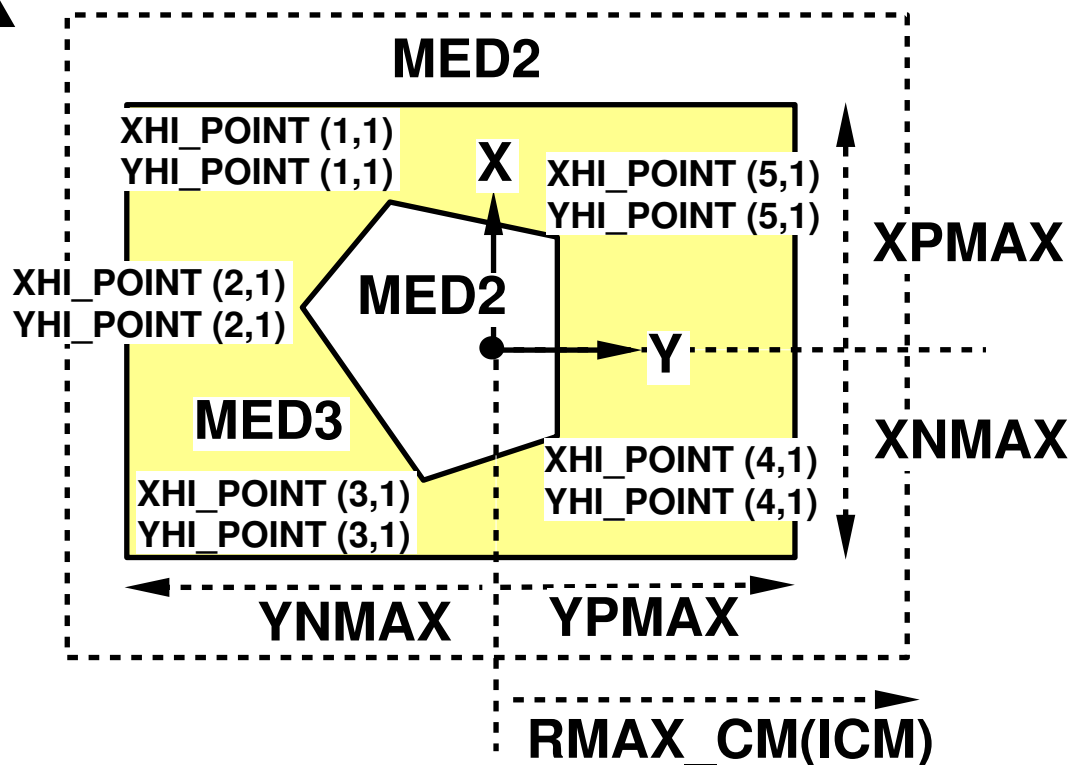 MED2
XHI_POINT (1,1)
YHI_POINT (1,1)
X
XHI_POINT (5,1)
YHI_POINT (5,1)
XPMAX
XHI_POINT (2,1)
YHI_POINT (2,1)
MED2
Y
MED3
XNMAX
XHI_POINT (4,1)
YHI_POINT (4,1)
XHI_POINT (3,1)
YHI_POINT (3,1)
YNMAX
YPMAX
RMAX_CM(ICM)